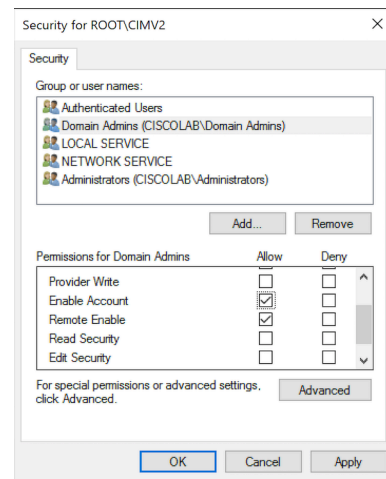 Security for ROOT\CIMV2
Security
Group or user names:
Authenticated Users
Domain Admins (CISCOLAB\Domain Admins)
LOCAL SERVICE
NETWORK SERVICE
Administrators (CISCOLAB\Administrators)
Add... Remove
Permissions for Domain Admins Allow Deny
Provider Write
Enable Account
Remote Enable
Read Security
Edit Security
For special permissions or advanced settings,
click Advanced.
Advanced
OK Cancel Apply